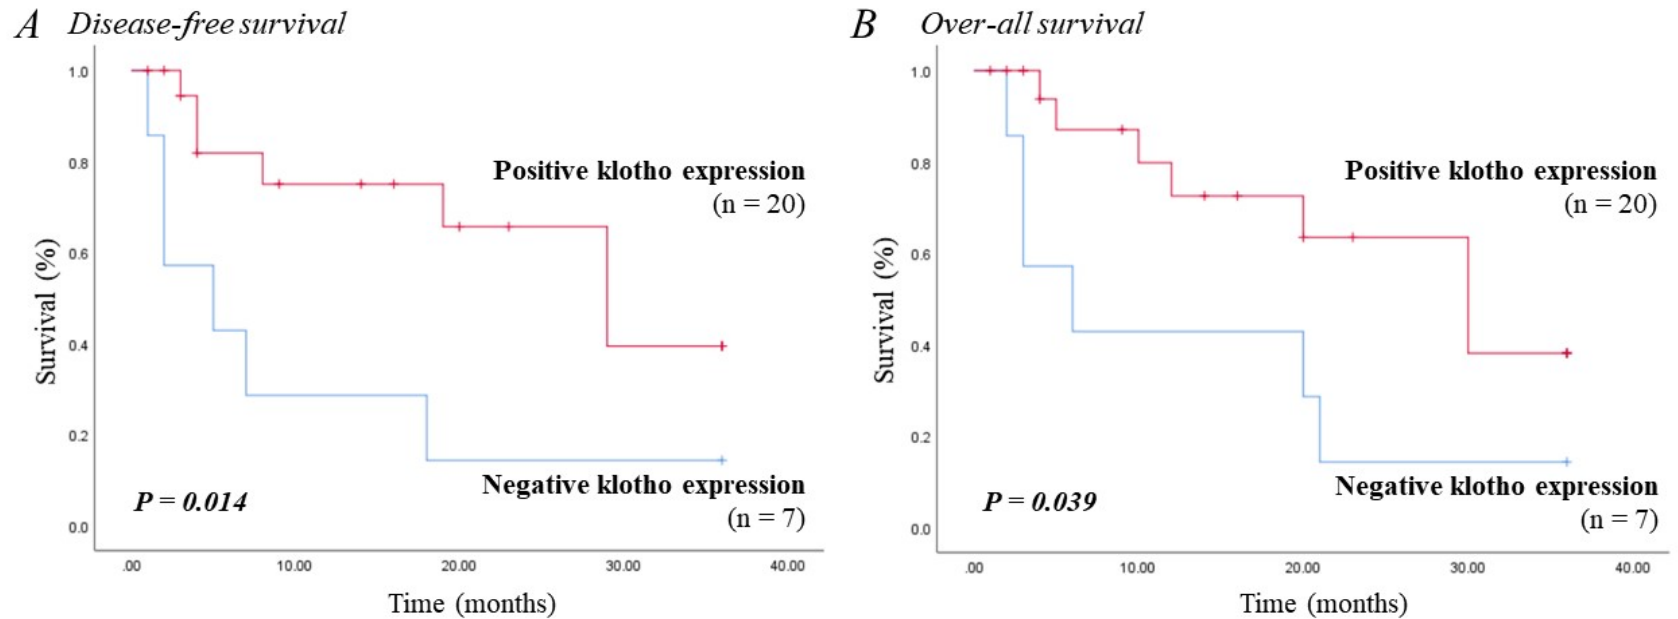 A Disease-free survival
1.0
0.8
0.6
0.4
0.2
0.0
Survival (%)
Positive klotho expression
(n = 20)
Negative klotho expression
(n = 7)
P = 0.014
.00 10.00 20.00 30.00 40.00
Time (months)
B Over-all survival
1.0
0.8
0.6
0.4
0.2
0.0
Survival (%)
Positive klotho expression
(n = 20)
Negative klotho expression
(n = 7)
P = 0.039
.00 10.00 20.00 30.00 40.00
Time (months)